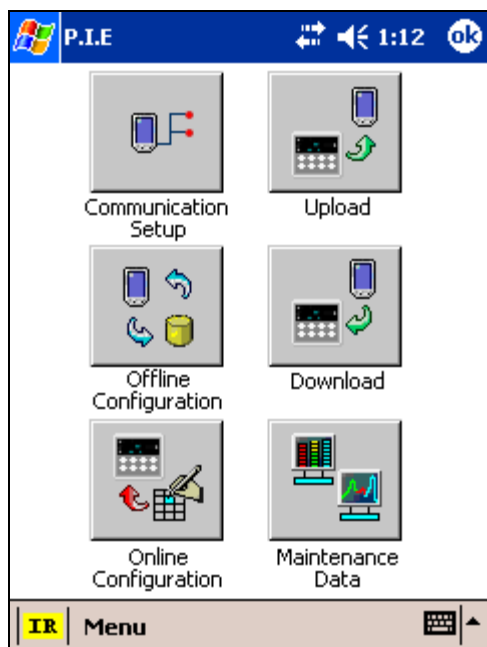 P.I.E 1:12 ok
Communication Upload
Setup
Offline Download
Configuration
Online Maintenance
Configuration Data
IR Menu